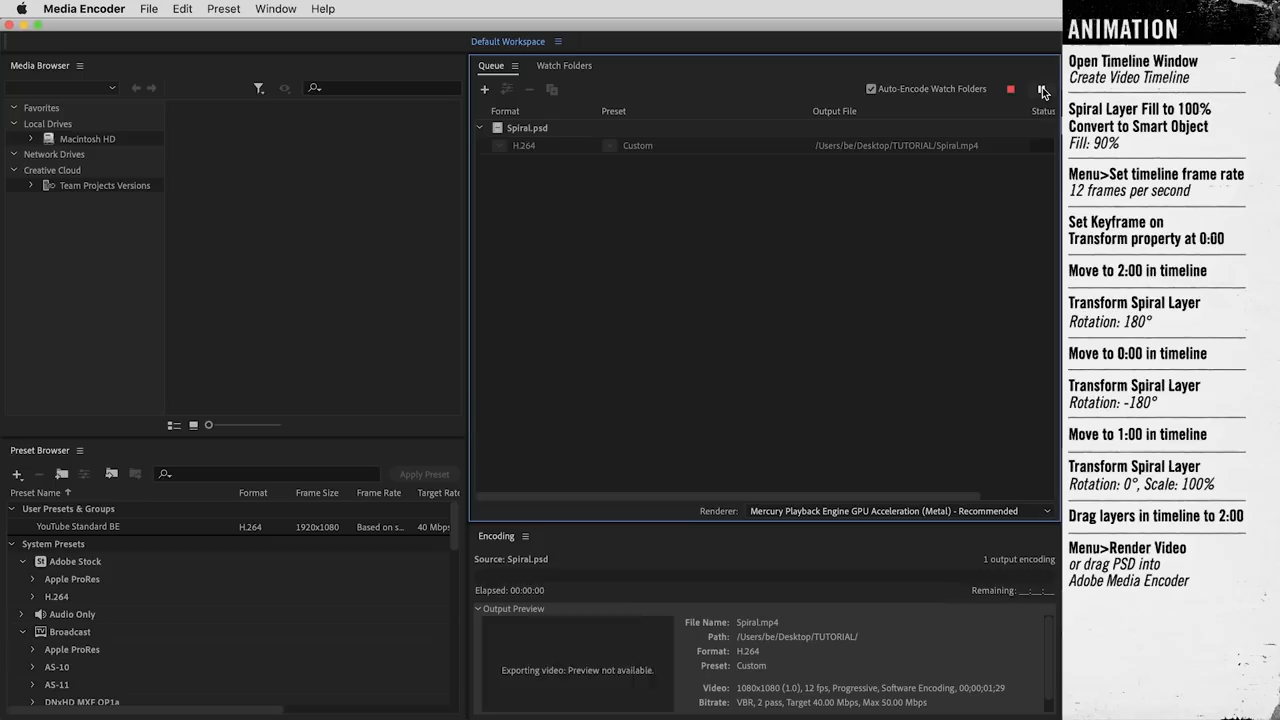 Media Encoder File Edit Preset Window Help
Default Workspace
Media Browser
Favorites
Local Drives
Macintosh HD
Network Drives
Creative Cloud
Team Projects Versions
Queue Watch Folders
Auto-Encode Watch Folders
Format Preset Output File Status
Spiral.psd
H.264 Custom /Users/be/Desktop/TUTORIAL/Spiral.mp4
Renderer: Mercury Playback Engine GPU Acceleration (Metal) - Recommended
Preset Browser
Apply Preset
Preset Name Format Frame Size Frame Rate Target Rate
User Presets & Groups
YouTube Standard BE H.264 1920x1080 Based on s... 40 Mbps
System Presets
St Adobe Stock
Apple ProRes
H.264
Audio Only
TV Broadcast
Apple ProRes
AS-10
AS-11
DNxHD MXF OP1a
Encoding
Source: Spiral.psd 1 output encoding
Elapsed: 00:00:00 Remaining: __:__:__
Output Preview
Exporting video: Preview not available.
File Name: Spiral.mp4
Path: /Users/be/Desktop/TUTORIAL/
Format: H.264
Preset: Custom
Video: 1080x1080 (1.0), 12 fps, Progressive, Software Encoding, 00;00;01;29
Bitrate: VBR, 2 pass, Target 40.00 Mbps, Max 50.00 Mbps
ANIMATION
Open Timeline Window
Create Video Timeline
Spiral Layer Fill to 100%
Convert to Smart Object
Fill: 90%
Menu>Set timeline frame rate
12 frames per second
Set Keyframe on
Transform property at 0:00
Move to 2:00 in timeline
Transform Spiral Layer
Rotation: 180°
Move to 0:00 in timeline
Transform Spiral Layer
Rotation: -180°
Move to 1:00 in timeline
Transform Spiral Layer
Rotation: 0°, Scale: 100%
Drag layers in timeline to 2:00
Menu>Render Video
or drag PSD into
Adobe Media Encoder